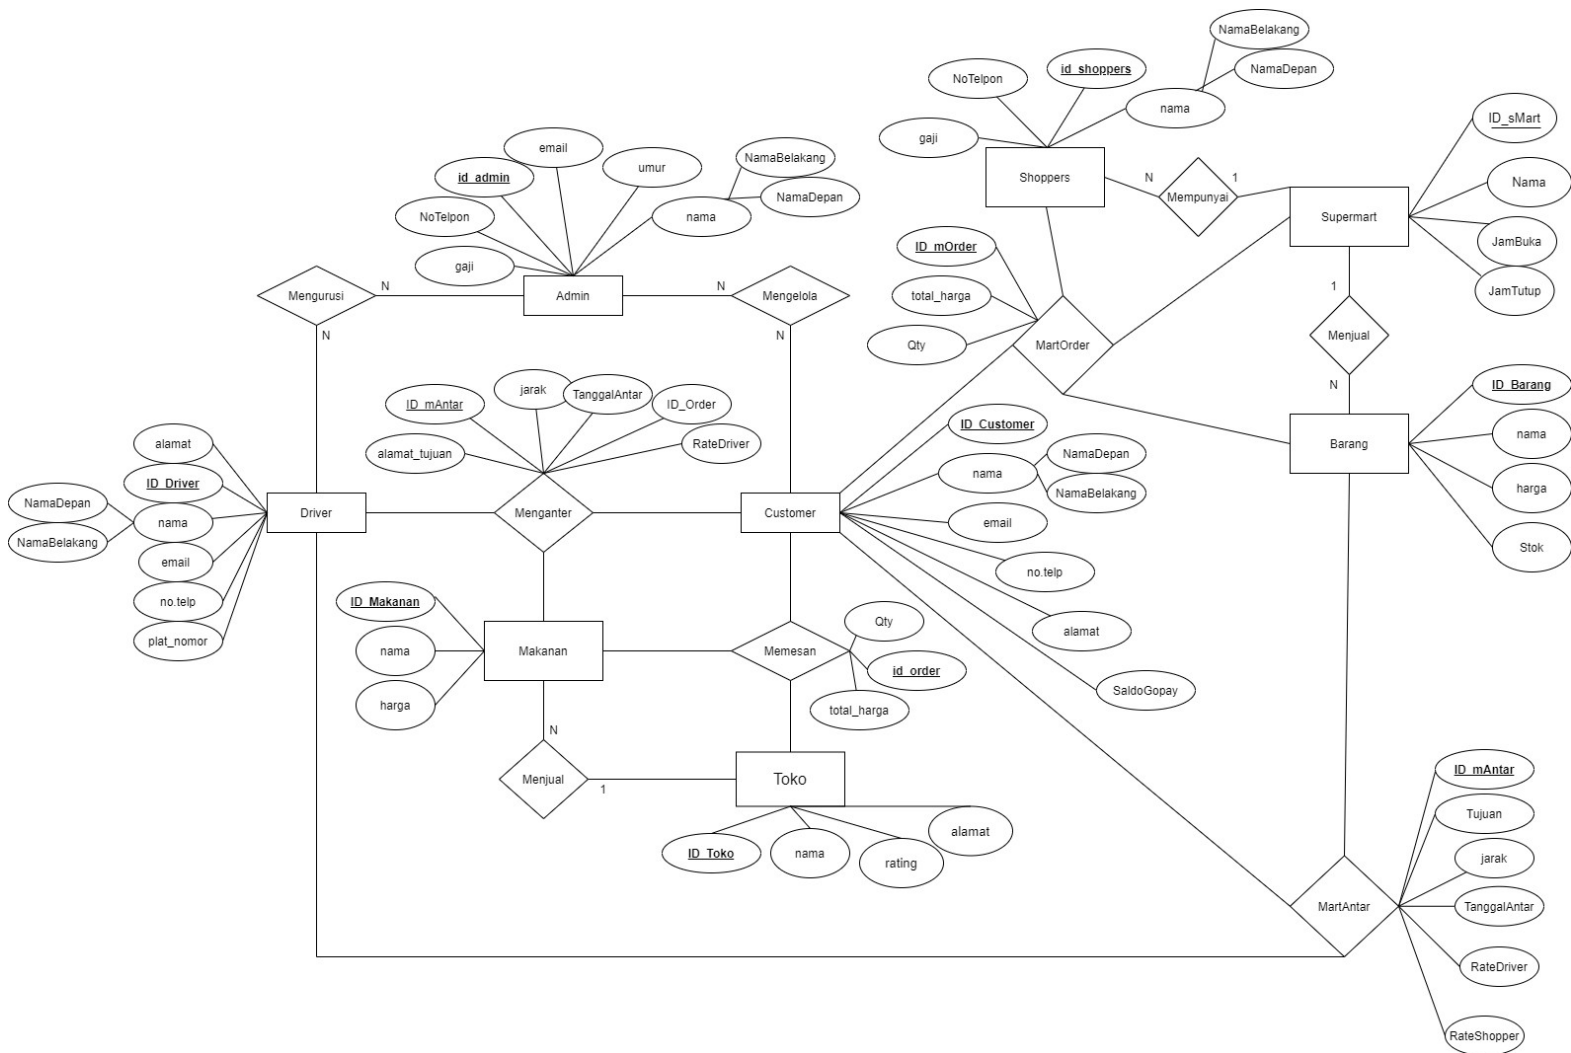 NamaBelakang
NamaDepan
id_shoppers
NoTelpon
nama
gaji
Shoppers
N
Mempunyai
1
ID_sMart
Nama
Supermart
JamBuka
JamTutup
email
umur
NamaBelakang
NamaDepan
id_admin
nama
NoTelpon
gaji
Mengurusi
N
Admin
N
Mengelola
N
N
ID_mOrder
total_harga
Qty
MartOrder
1
Menjual
N
ID_Barang
nama
Barang
harga
Stok
jarak
TanggalAntar
ID_mAntar
ID_Order
alamat_tujuan
RateDriver
ID_Customer
nama
NamaDepan
NamaBelakang
email
no.telp
alamat
SaldoGopay
alamat
ID_Driver
NamaDepan
nama
NamaBelakang
email
no.telp
plat_nomor
Driver
Menganter
Customer
ID_Makanan
nama
harga
Makanan
Memesan
Qty
id_order
total_harga
N
Menjual
1
Toko
ID_Toko
nama
rating
alamat
ID_mAntar
Tujuan
jarak
MartAntar
TanggalAntar
RateDriver
RateShopper